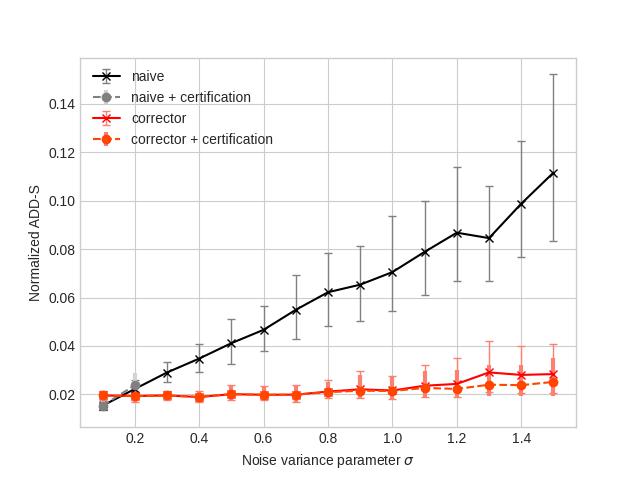 naive
naive + certification
corrector
corrector + certification
0.14
0.12
0.10
0.08
0.06
0.04
0.02
Normalized ADD-S
0.2 0.4 0.6 0.8 1.0 1.2 1.4
Noise variance parameter σ